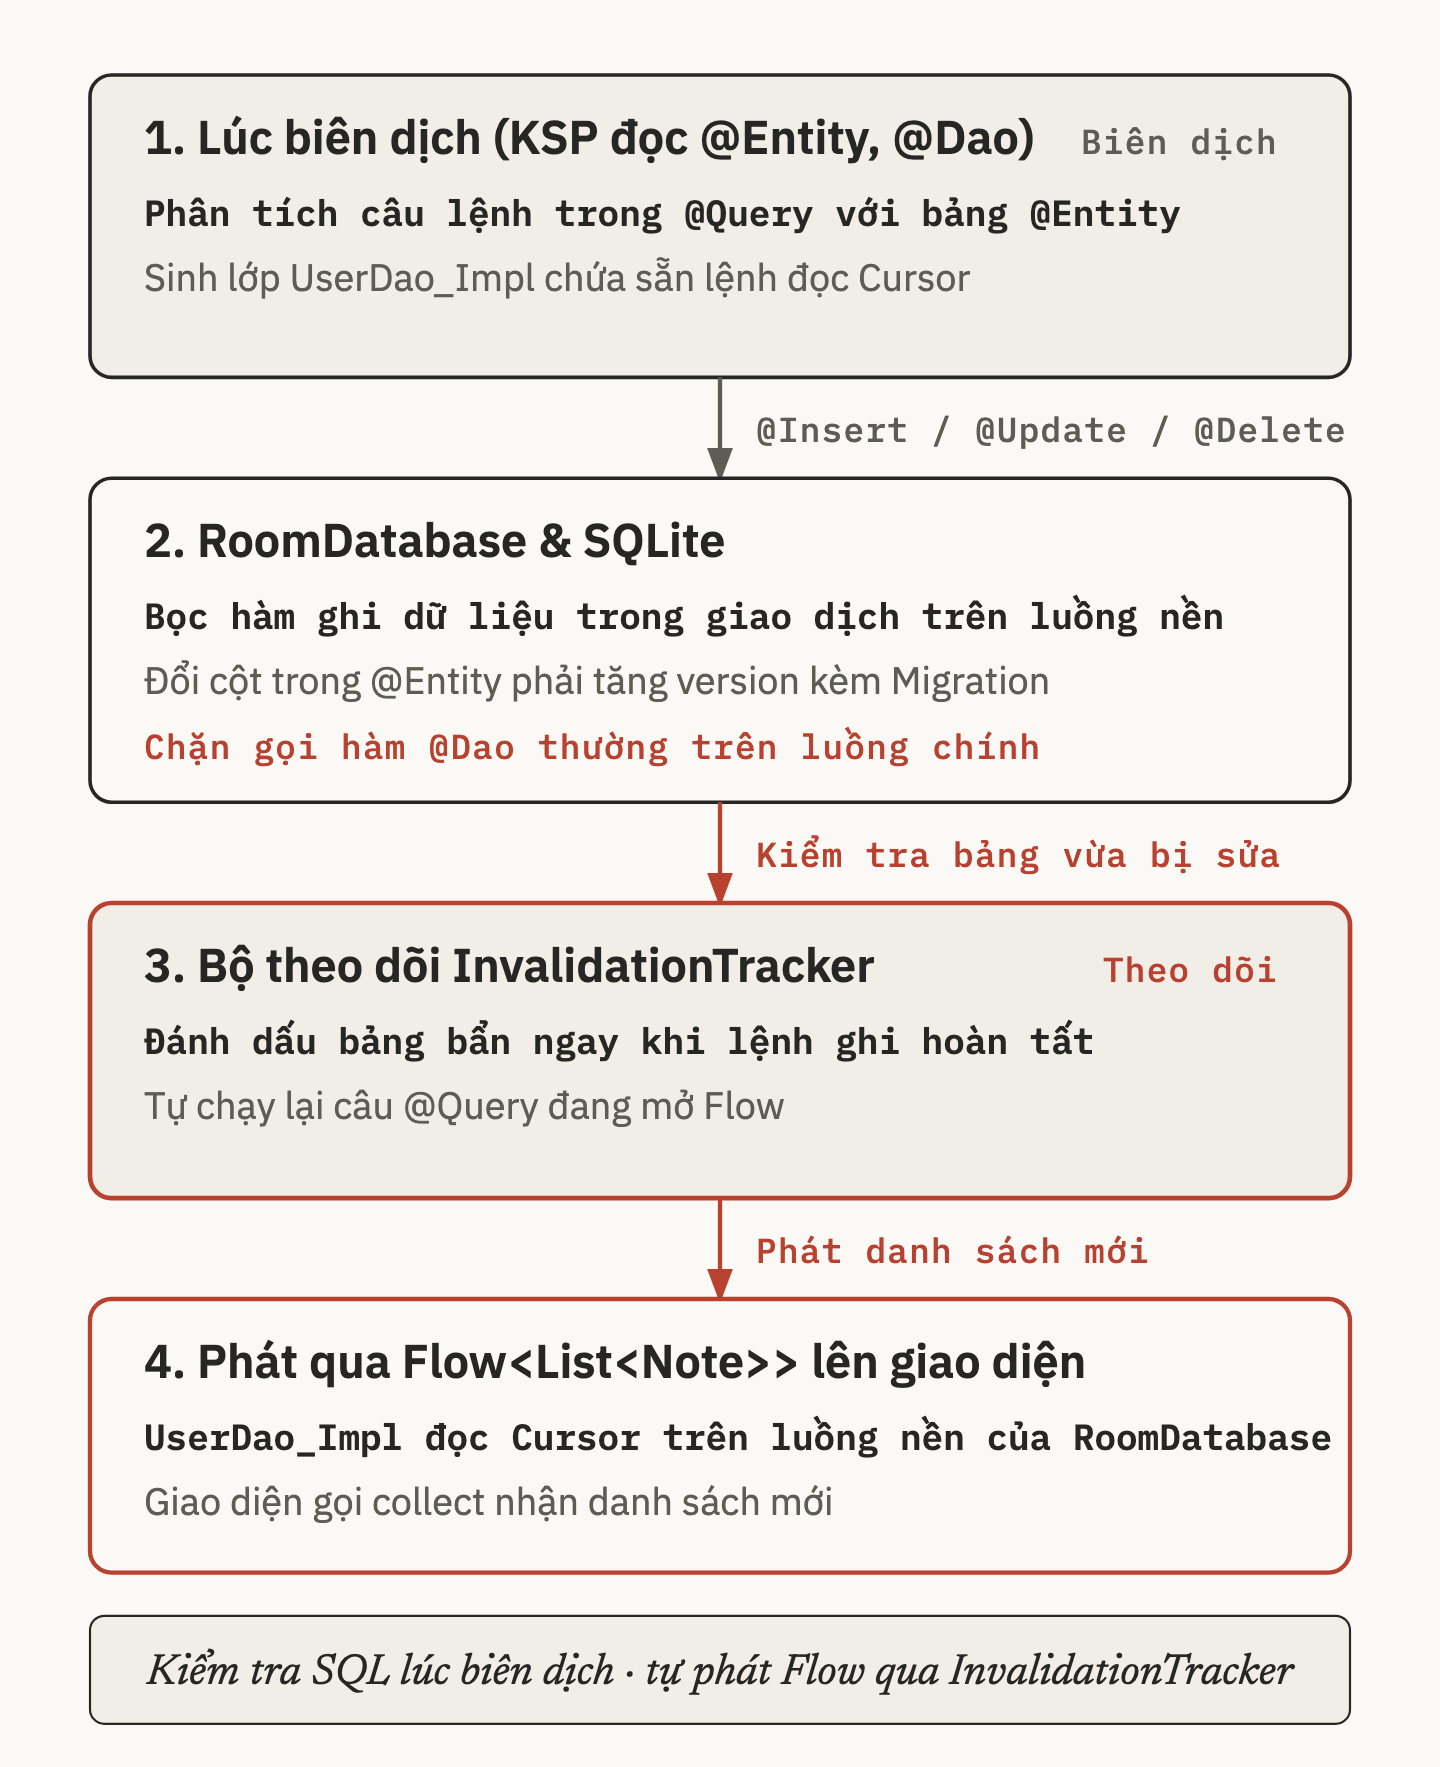 1. Lúc biên dịch (KSP đọc @Entity, @Dao) Biên dịch
Phân tích câu lệnh trong @Query với bảng @Entity
Sinh lớp UserDao_Impl chứa sẵn lệnh đọc Cursor
@Insert / @Update / @Delete
2. RoomDatabase & SQLite
Bọc hàm ghi dữ liệu trong giao dịch trên luồng nền
Đổi cột trong @Entity phải tăng version kèm Migration
Chặn gọi hàm @Dao thường trên luồng chính
Kiểm tra bảng vừa bị sửa
3. Bộ theo dõi InvalidationTracker Theo dõi
Đánh dấu bảng bẩn ngay khi lệnh ghi hoàn tất
Tự chạy lại câu @Query đang mở Flow
Phát danh sách mới
4. Phát qua Flow<List<Note>> lên giao diện
UserDao_Impl đọc Cursor trên luồng nền của RoomDatabase
Giao diện gọi collect nhận danh sách mới
Kiểm tra SQL lúc biên dịch · tự phát Flow qua InvalidationTracker